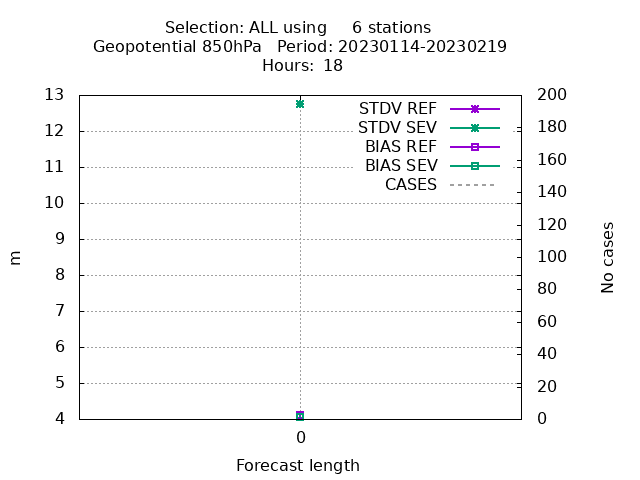 Selection: ALL using     6 stations
Geopotential 850hPa   Period: 20230114-20230219
Hours:  18
13
12
11
10
9
8
7
6
5
4
200
180
160
140
120
100
80
60
40
20
0
STDV REF
STDV SEV
BIAS REF
BIAS SEV
CASES
m
No cases
0
Forecast length